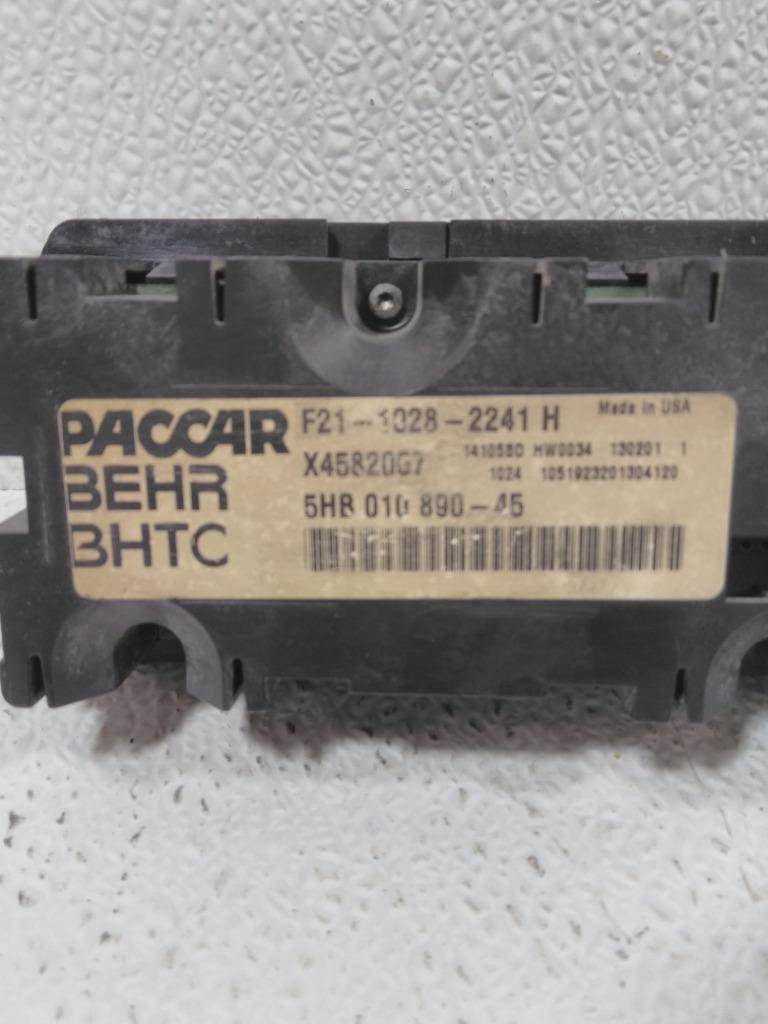 PACCAR
BEHR
BHTC
F21-1028-2241 H
Made in USA
141058D HW0034 130201 1
1024 1051923201304120
5HB 010 890-45